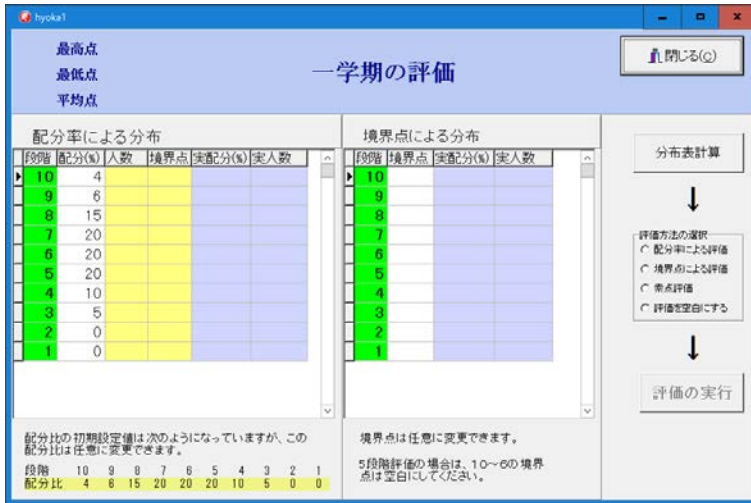 hyoka1
最高点
最低点
平均点
一学期の評価
閉じる(C)
配分率による分布
段階 配分(%) 人数 境界点 実配分(%) 実人数
10 4
9 6
8 15
7 20
6 20
5 20
4 10
3 5
2 0
1 0
配分比の初期設定値は次のようになっていますが、この
配分比は任意に変更できます。
段階 10 9 8 7 6 5 4 3 2 1
配分比 4 6 15 20 20 20 10 5 0 0
境界点による分布
段階 境界点 実配分(%) 実人数
10
9
8
7
6
5
4
3
2
1
境界点は任意に変更できます。
5段階評価の場合は、10～6の境界
点は空白にしてください。
分布表計算
↓
評価方法の選択
配分率による評価
境界点による評価
素点評価
評価を空白にする
↓
評価の実行